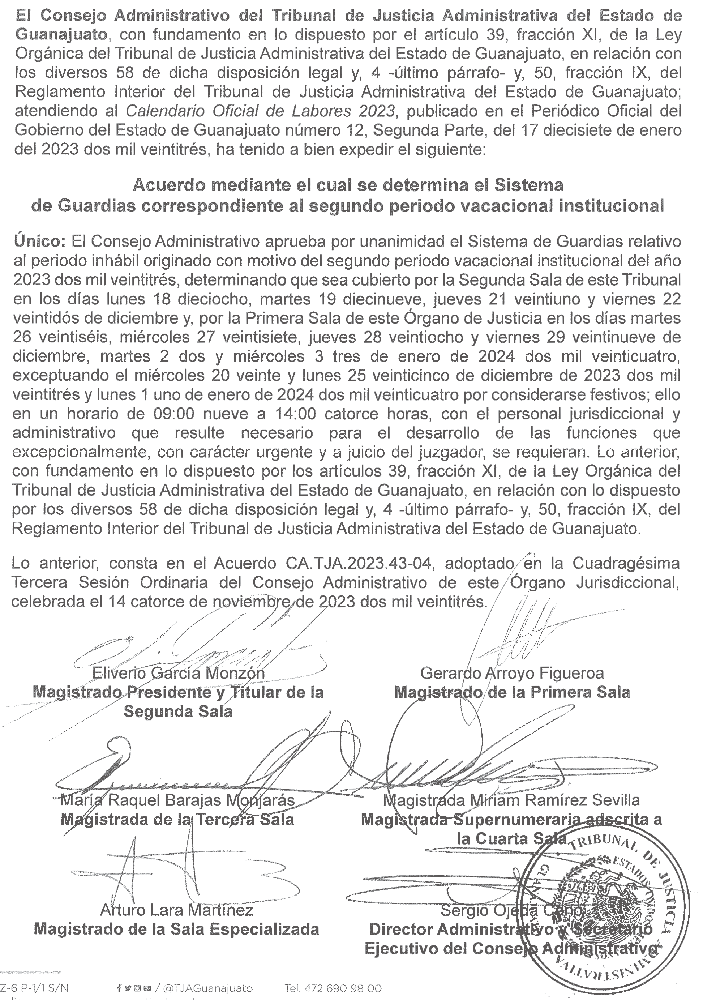 El Consejo Administrativo del Tribunal de Justicia Administrativa del Estado de
Guanajuato, con fundamento en lo dispuesto por el artículo 39, fracción XI, de la Ley
Orgánica del Tribunal de Justicia Administrativa del Estado de Guanajuato, en relación con
los diversos 58 de dicha disposición legal y, 4 -último párrafo- y, 50, fracción IX, del
Reglamento Interior del Tribunal de Justicia Administrativa del Estado de Guanajuato;
atendiendo al Calendario Oficial de Labores 2023, publicado en el Periódico Oficial del
Gobierno del Estado de Guanajuato número 12, Segunda Parte, del 17 diecisiete de enero
del 2023 dos mil veintitrés, ha tenido a bien expedir el siguiente:
Acuerdo mediante el cual se determina el Sistema
de Guardias correspondiente al segundo periodo vacacional institucional
Único: El Consejo Administrativo aprueba por unanimidad el Sistema de Guardias relativo
al periodo inhábil originado con motivo del segundo periodo vacacional institucional del año
2023 dos mil veintitrés, determinando que sea cubierto por la Segunda Sala de este Tribunal
en los días lunes 18 dieciocho, martes 19 diecinueve, jueves 21 veintiuno y viernes 22
veintidós de diciembre y, por la Primera Sala de este Órgano de Justicia en los días martes
26 veintiséis, miércoles 27 veintisiete, jueves 28 veintiocho y viernes 29 veintinueve de
diciembre, martes 2 dos y miércoles 3 tres de enero de 2024 dos mil veinticuatro,
exceptuando el miércoles 20 veinte y lunes 25 veinticinco de diciembre de 2023 dos mil
veintitrés y lunes 1 uno de enero de 2024 dos mil veinticuatro por considerarse festivos; ello
en un horario de 09:00 nueve a 14:00 catorce horas, con el personal jurisdiccional y
administrativo que resulte necesario para el desarrollo de las funciones que
excepcionalmente, con carácter urgente y a juicio del juzgador, se requieran. Lo anterior,
con fundamento en lo dispuesto por los artículos 39, fracción XI, de la Ley Orgánica del
Tribunal de Justicia Administrativa del Estado de Guanajuato, en relación con lo dispuesto
por los diversos 58 de dicha disposición legal y, 4 -último párrafo- y, 50, fracción IX, del
Reglamento Interior del Tribunal de Justicia Administrativa del Estado de Guanajuato.
Lo anterior, consta en el Acuerdo CA.TJA.2023.43-04, adoptado en la Cuadragésima
Tercera Sesión Ordinaria del Consejo Administrativo de este Órgano Jurisdiccional,
celebrada el 14 catorce de noviembre de 2023 dos mil veintitrés.
Eliverio García Monzón
Magistrado Presidente y Titular de la
Segunda Sala
Gerardo Arroyo Figueroa
Magistrado de la Primera Sala
María Raquel Barajas Monjarás
Magistrada de la Tercera Sala
Magistrada Miriam Ramírez Sevilla
Magistrada Supernumeraria adscrita a
la Cuarta Sala
Arturo Lara Martínez
Magistrado de la Sala Especializada
Sergio Ojeda Cano
Director Administrativo y Secretario
Ejecutivo del Consejo Administrativo
TRIBUNAL DE JUSTICIA ADMINISTRATIVA
GUANAJUATO
ESTADOS UNIDOS MEXICANOS
Z-6 P-1/1 S/N
/ @TJAGuanajuato
Tel. 472 690 98 00